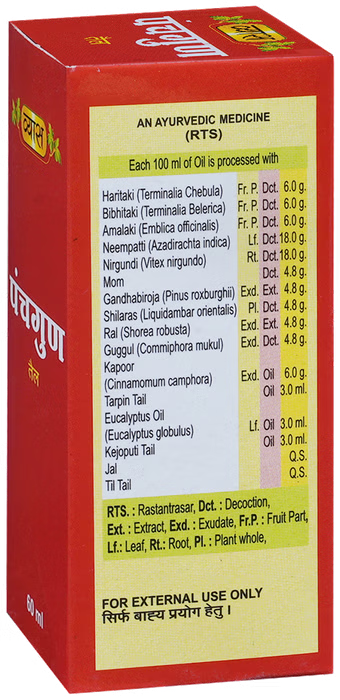 व्यास
पंचगुण
तैल
60 ml
पंचगुण
व्यास
AN AYURVEDIC MEDICINE
(RTS)
Each 100 ml of Oil is processed with
Haritaki (Terminalia Chebula) Fr. P. Dct. 6.0 g.
Bibhitaki (Terminalia Belerica) Fr. P. Dct. 6.0 g.
Amalaki (Emblica officinalis) Fr. P. Dct. 6.0 g.
Neempatti (Azadirachta indica) Lf. Dct.18.0 g.
Nirgundi (Vitex nirgundo) Rt. Dct.18.0 g.
Mom Dct. 4.8 g.
Gandhabiroja (Pinus roxburghii) Exd. Ext. 4.8 g.
Shilaras (Liquidambar orientalis) Pl. Dct. 4.8 g.
Ral (Shorea robusta) Exd. Ext. 4.8 g.
Guggul (Commiphora mukul) Exd. Dct. 4.8 g.
Kapoor
(Cinnamomum camphora) Exd. Oil 6.0 g.
Tarpin Tail Oil 3.0 ml.
Eucalyptus Oil
(Eucalyptus globulus) Lf. Oil 3.0 ml.
Kejoputi Tail Oil 3.0 ml.
Jal Q.S.
Til Tail Q.S.
RTS. : Rastantrasar, Dct. : Decoction,
Ext. : Extract, Exd. : Exudate, Fr.P. : Fruit Part,
Lf.: Leaf, Rt.: Root, Pl. : Plant whole,
FOR EXTERNAL USE ONLY
सिर्फ बाह्य प्रयोग हेतु ।